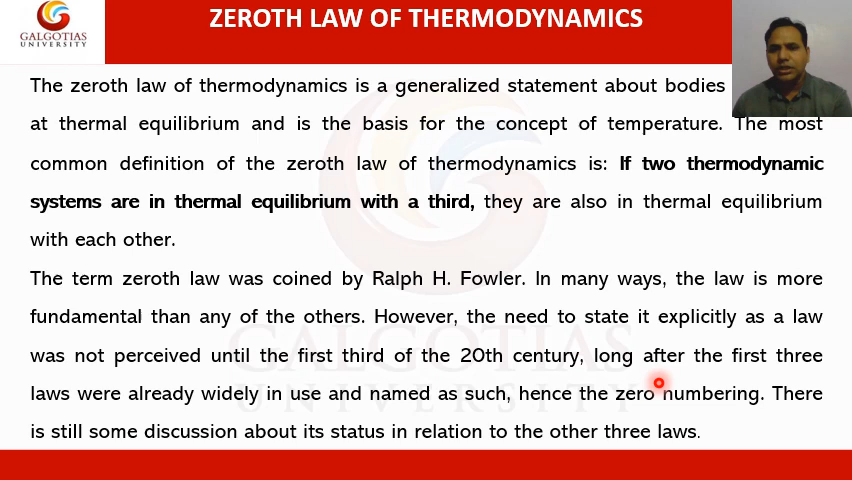 ZEROTH LAW OF THERMODYNAMICS
GALGOTIAS
UNIVERSITY
The zeroth law of thermodynamics is a generalized statement about bodies
at thermal equilibrium and is the basis for the concept of temperature. The most
common definition of the zeroth law of thermodynamics is: If two thermodynamic
systems are in thermal equilibrium with a third, they are also in thermal equilibrium
with each other.
The term zeroth law was coined by Ralph H. Fowler. In many ways, the law is more
fundamental than any of the others. However, the need to state it explicitly as a law
was not perceived until the first third of the 20th century, long after the first three
laws were already widely in use and named as such, hence the zero numbering. There
is still some discussion about its status in relation to the other three laws.
GALGOTIAS
UNIVERSITY